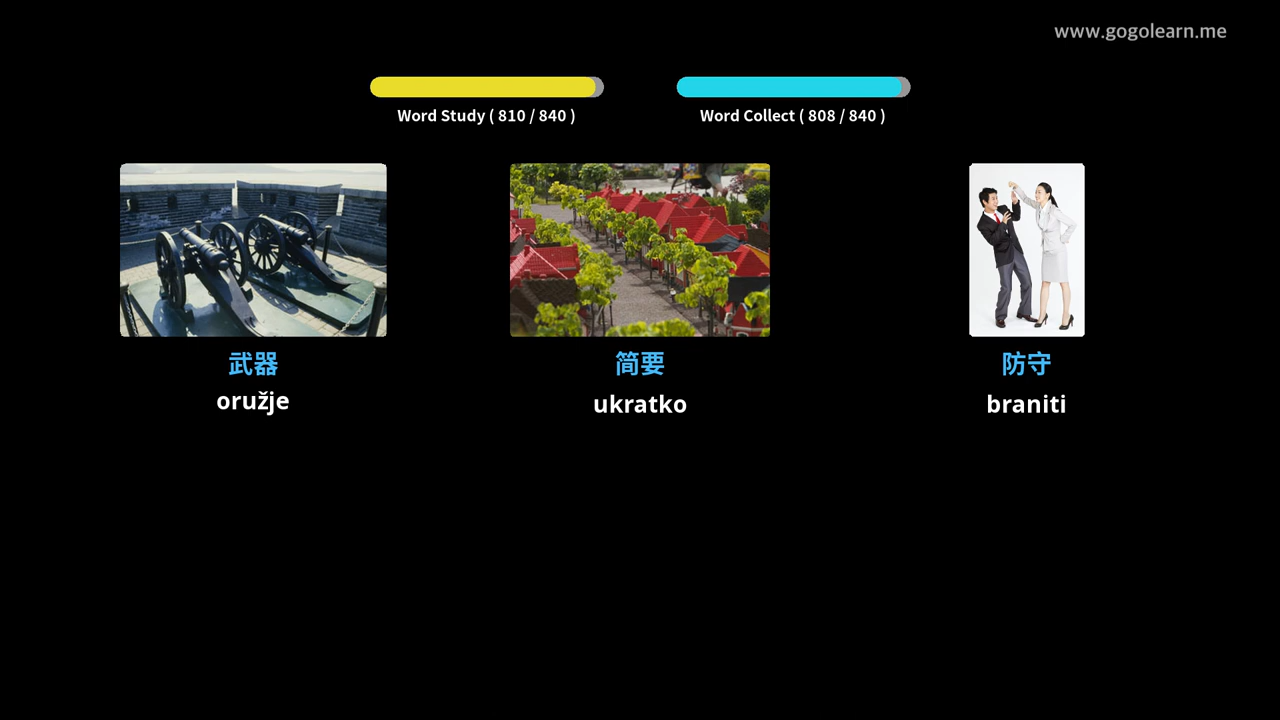 www.gogolearn.me
Word Study ( 810 / 840 )
Word Collect ( 808 / 840 )
武器
简要
防守
oružje
ukratko
braniti